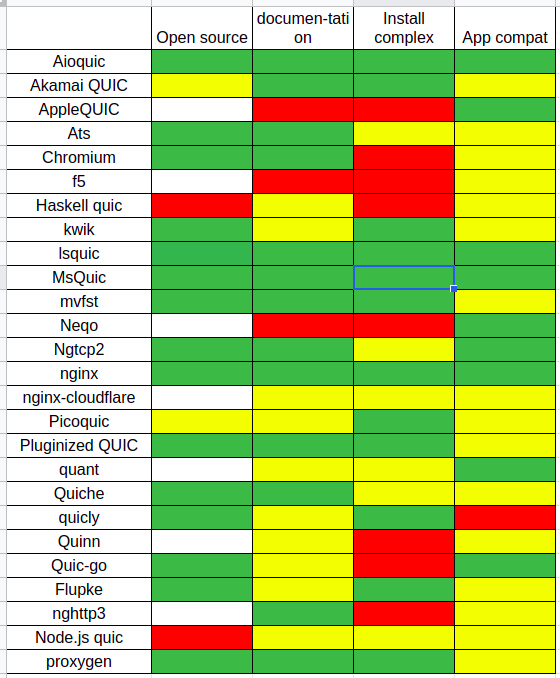 Open source
documen-tati
on
Install
complex
App compat
Aioquic
Akamai QUIC
AppleQUIC
Ats
Chromium
f5
Haskell quic
kwik
lsquic
MsQuic
mvfst
Neqo
Ngtcp2
nginx
nginx-cloudflare
Picoquic
Pluginized QUIC
quant
Quiche
quicly
Quinn
Quic-go
Flupke
nghttp3
Node.js quic
proxygen